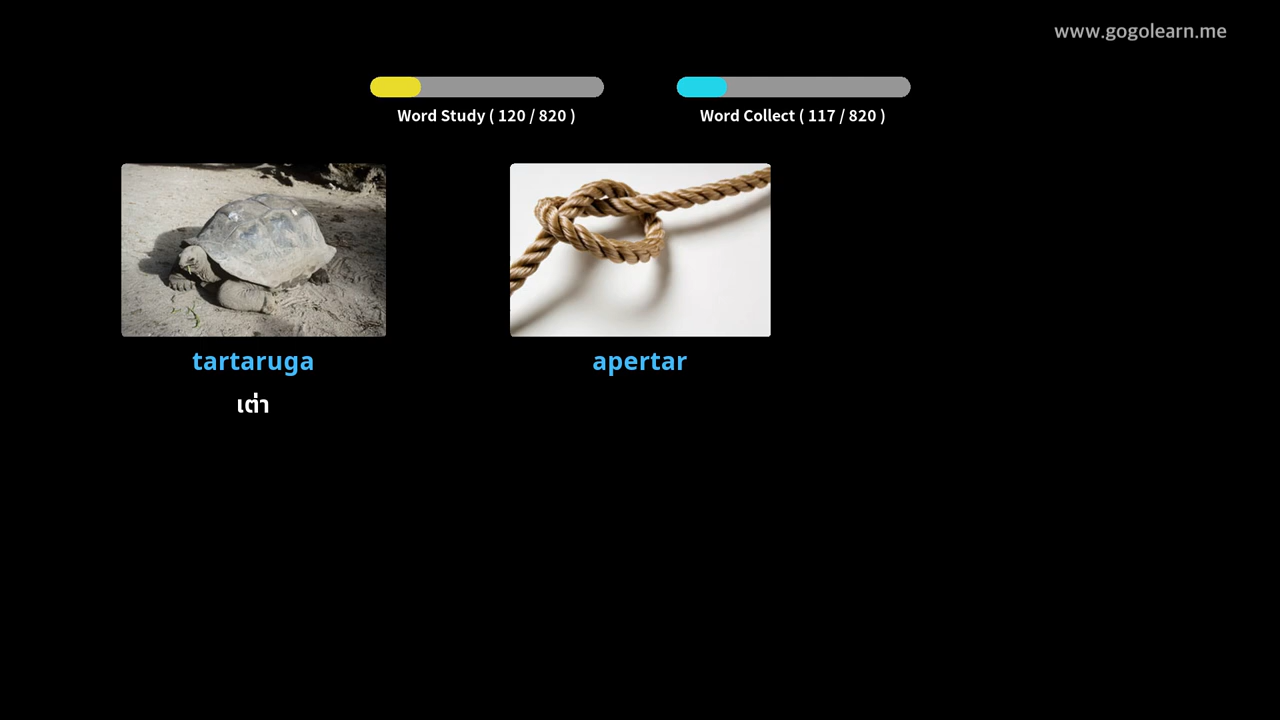 www.gogolearn.me
Word Study ( 120 / 820 )
Word Collect ( 117 / 820 )
tartaruga
เต่า
apertar